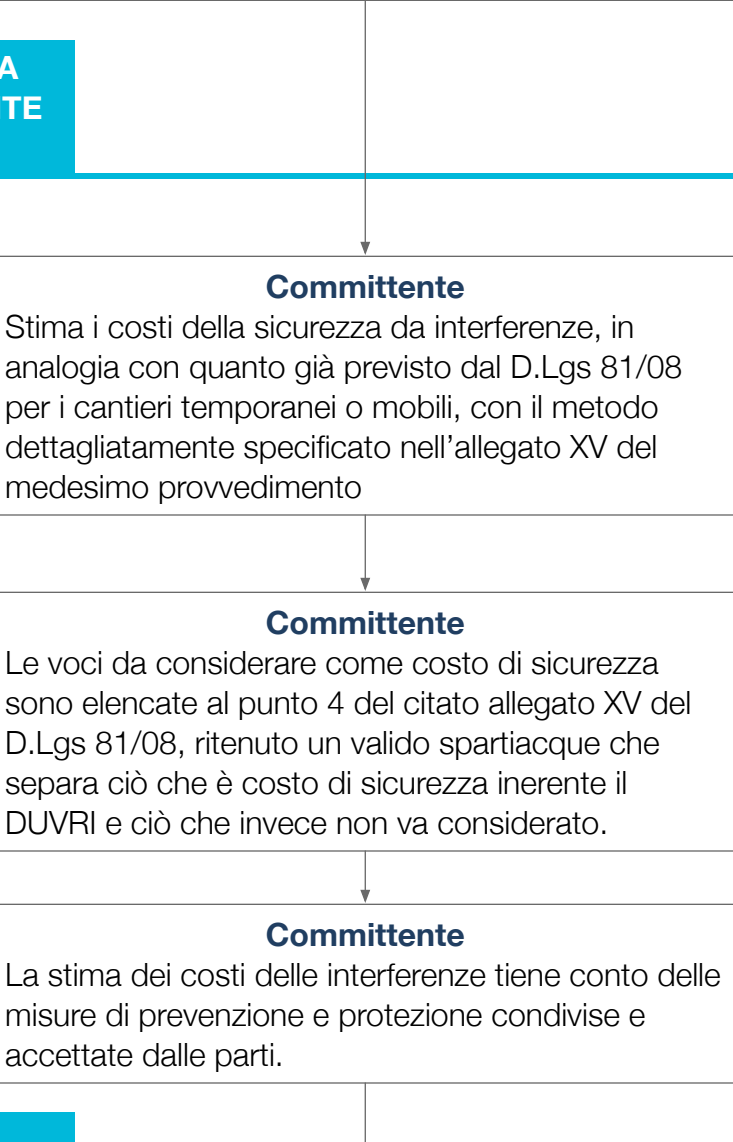 A
TE
Committente
Stima i costi della sicurezza da interferenze, in
analogia con quanto già previsto dal D.Lgs 81/08
per i cantieri temporanei o mobili, con il metodo
dettagliatamente specificato nell’allegato XV del
medesimo provvedimento
Committente
Le voci da considerare come costo di sicurezza
sono elencate al punto 4 del citato allegato XV del
D.Lgs 81/08, ritenuto un valido spartiacque che
separa ciò che è costo di sicurezza inerente il
DUVRI e ciò che invece non va considerato.
Committente
La stima dei costi delle interferenze tiene conto delle
misure di prevenzione e protezione condivise e
accettate dalle parti.